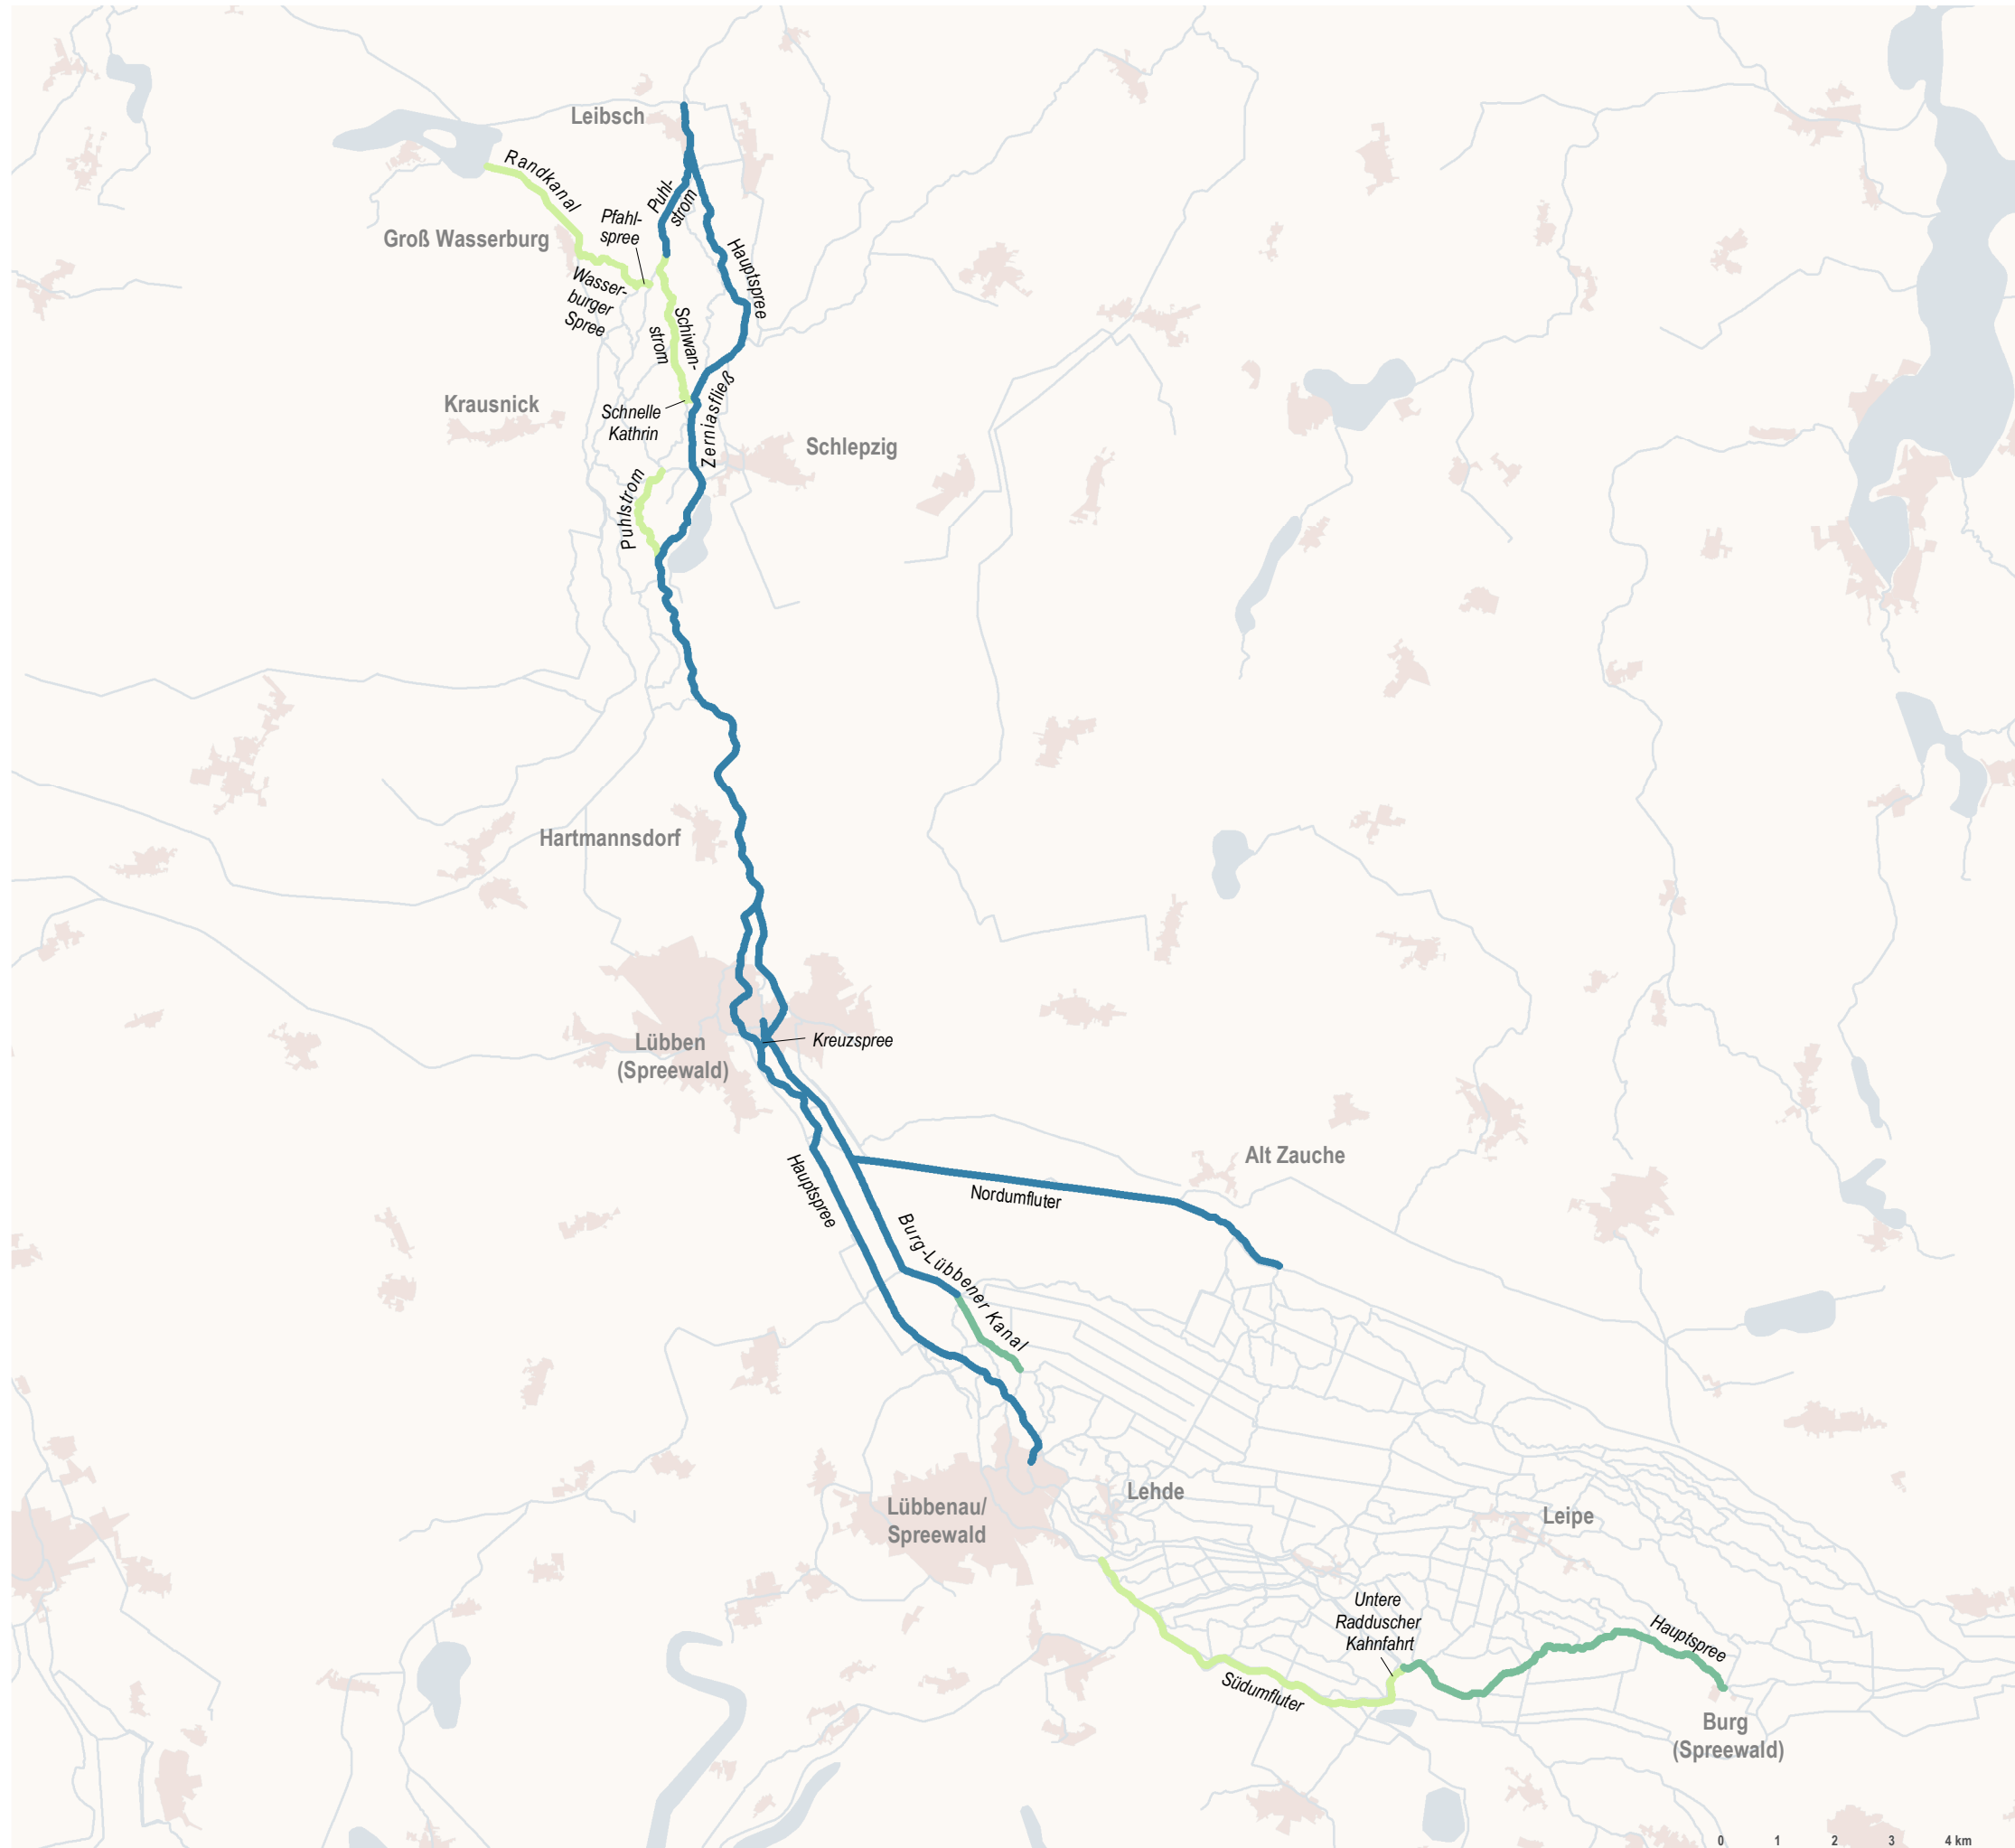 Leibsch
Randkanal
Puhl-
strom
Pfahl-
spree
Groß Wasserburg
Hauptspree
Wasser-
burger
Spree
Schiwan-
strom
Krausnick
Schnelle
Kathrin
Zerniasfließ
Schlepzig
Puhlstrom
Hartmannsdorf
Lübben
(Spreewald)
Kreuzspree
Alt Zauche
Hauptspree
Nordumfluter
Burg-Lübbener Kanal
Lehde
Lübbenau/
Spreewald
Leipe
Untere
Radduscher
Kahnfahrt
Hauptspree
Südumfluter
Burg
(Spreewald)
0 1 2 3 4 km